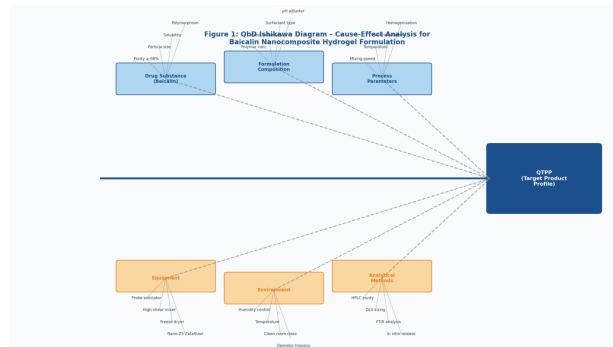 pH adjuster
Polymorphism
Surfactant type
Homogenisation
Figure 1: QbD Ishikawa Diagram – Cause-Effect Analysis for
Baicalin Nanocomposite Hydrogel Formulation
Solubility
Particle size
Polymer conc.
Temperature
Purity ≥ 98%
Mixing speed
Drug Substance
(Baicalin)
Formulation
Composition
Process
Parameters
QTPP
(Target Product
Profile)
Equipment
Environment
Analytical
Methods
Probe sonicator
HPLC purity
High-shear mixer
Humidity control
DLS sizing
Freeze dryer
Temperature
FTIR analysis
Nano ZS Zetasizer
Clean room class
In vitro release
Operator training